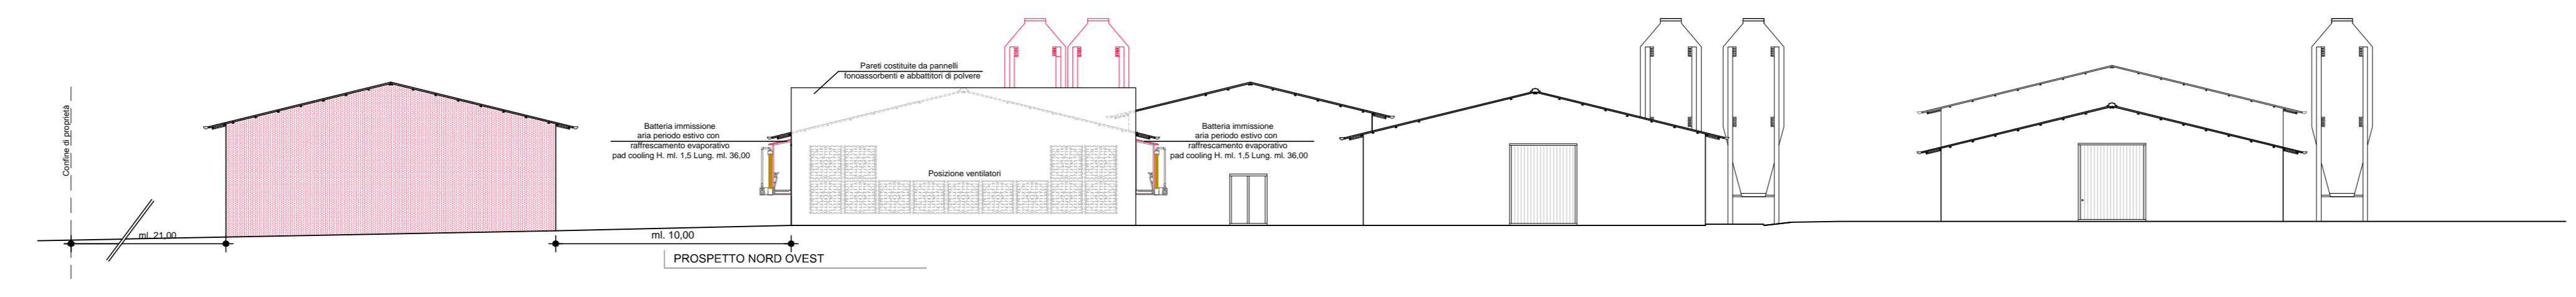 Confine di proprietà
ml. 21,00
ml. 10,00
PROSPETTO NORD OVEST
Batteria immissione
aria periodo estivo con
raffrescamento evaporativo
pad cooling H. ml. 1,5 Lung. ml. 36,00
Pareti costituite da pannelli
fonoassorbenti e abbattitori di polvere
Posizione ventilatori
Batteria immissione
aria periodo estivo con
raffrescamento evaporativo
pad cooling H. ml. 1,5 Lung. ml. 36,00